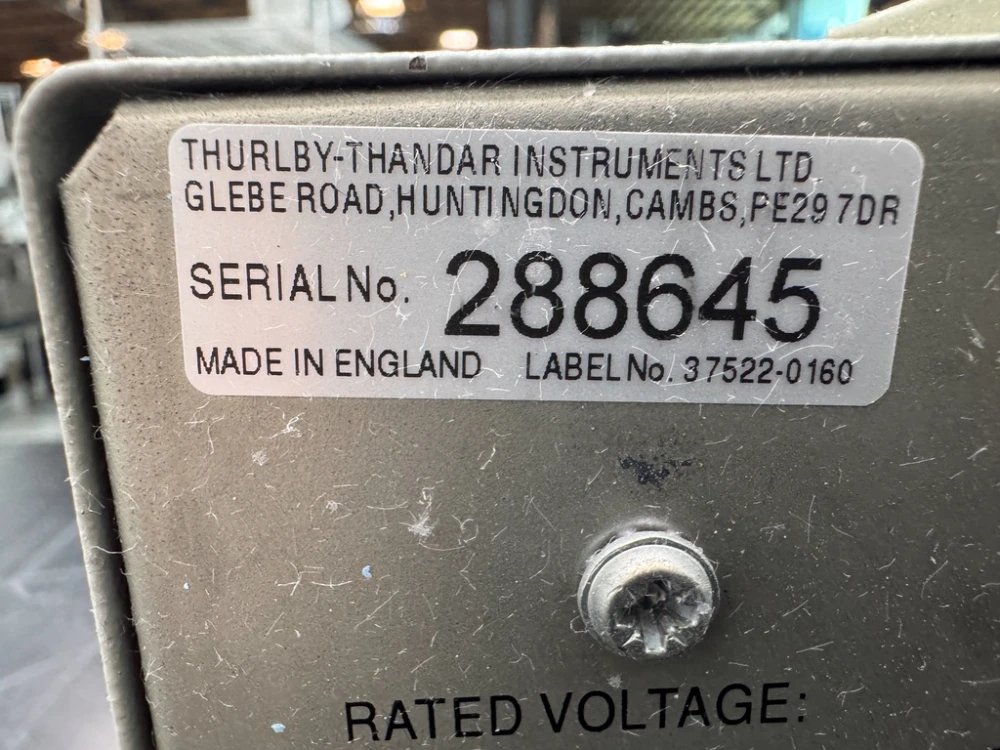 THURLBY-THANDAR INSTRUMENTS LTD.
GLEBE ROAD,HUNTINGDON,CAMBS,PE29 7DR
SERIAL No. 288645
MADE IN ENGLAND LABEL No. 37522-0160
RATED VOLTAGE: